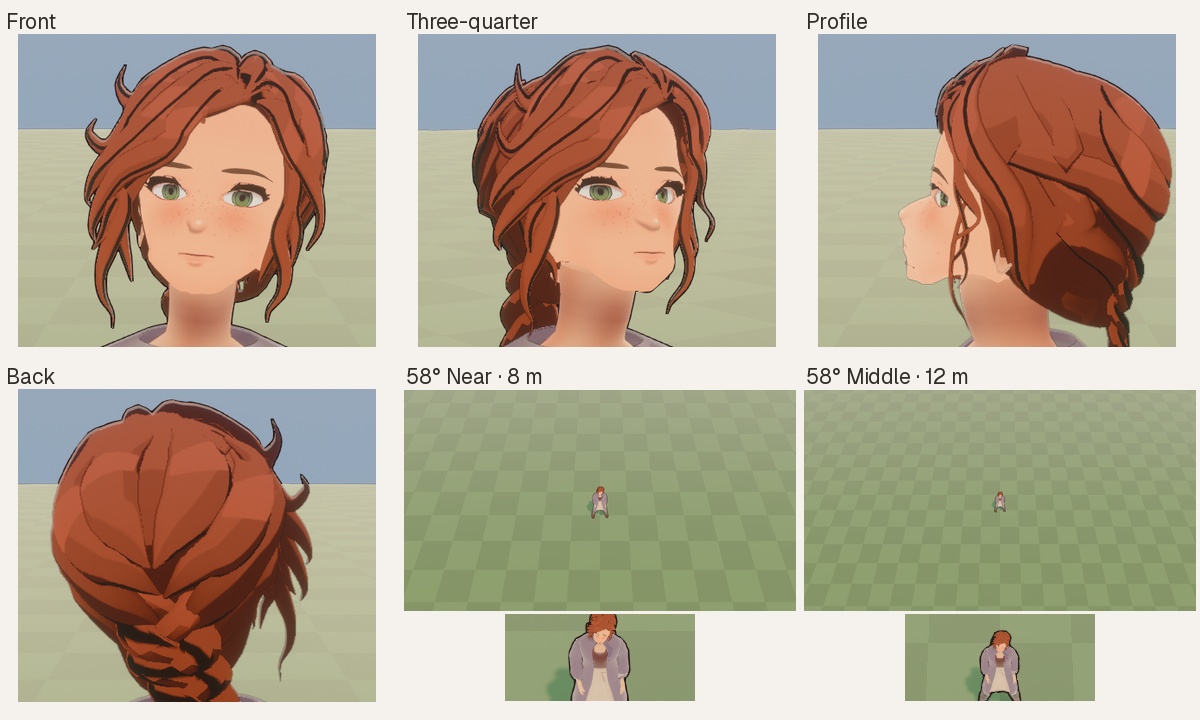 Front
Three-quarter
Profile
Back
58° Near · 8 m
58° Middle · 12 m